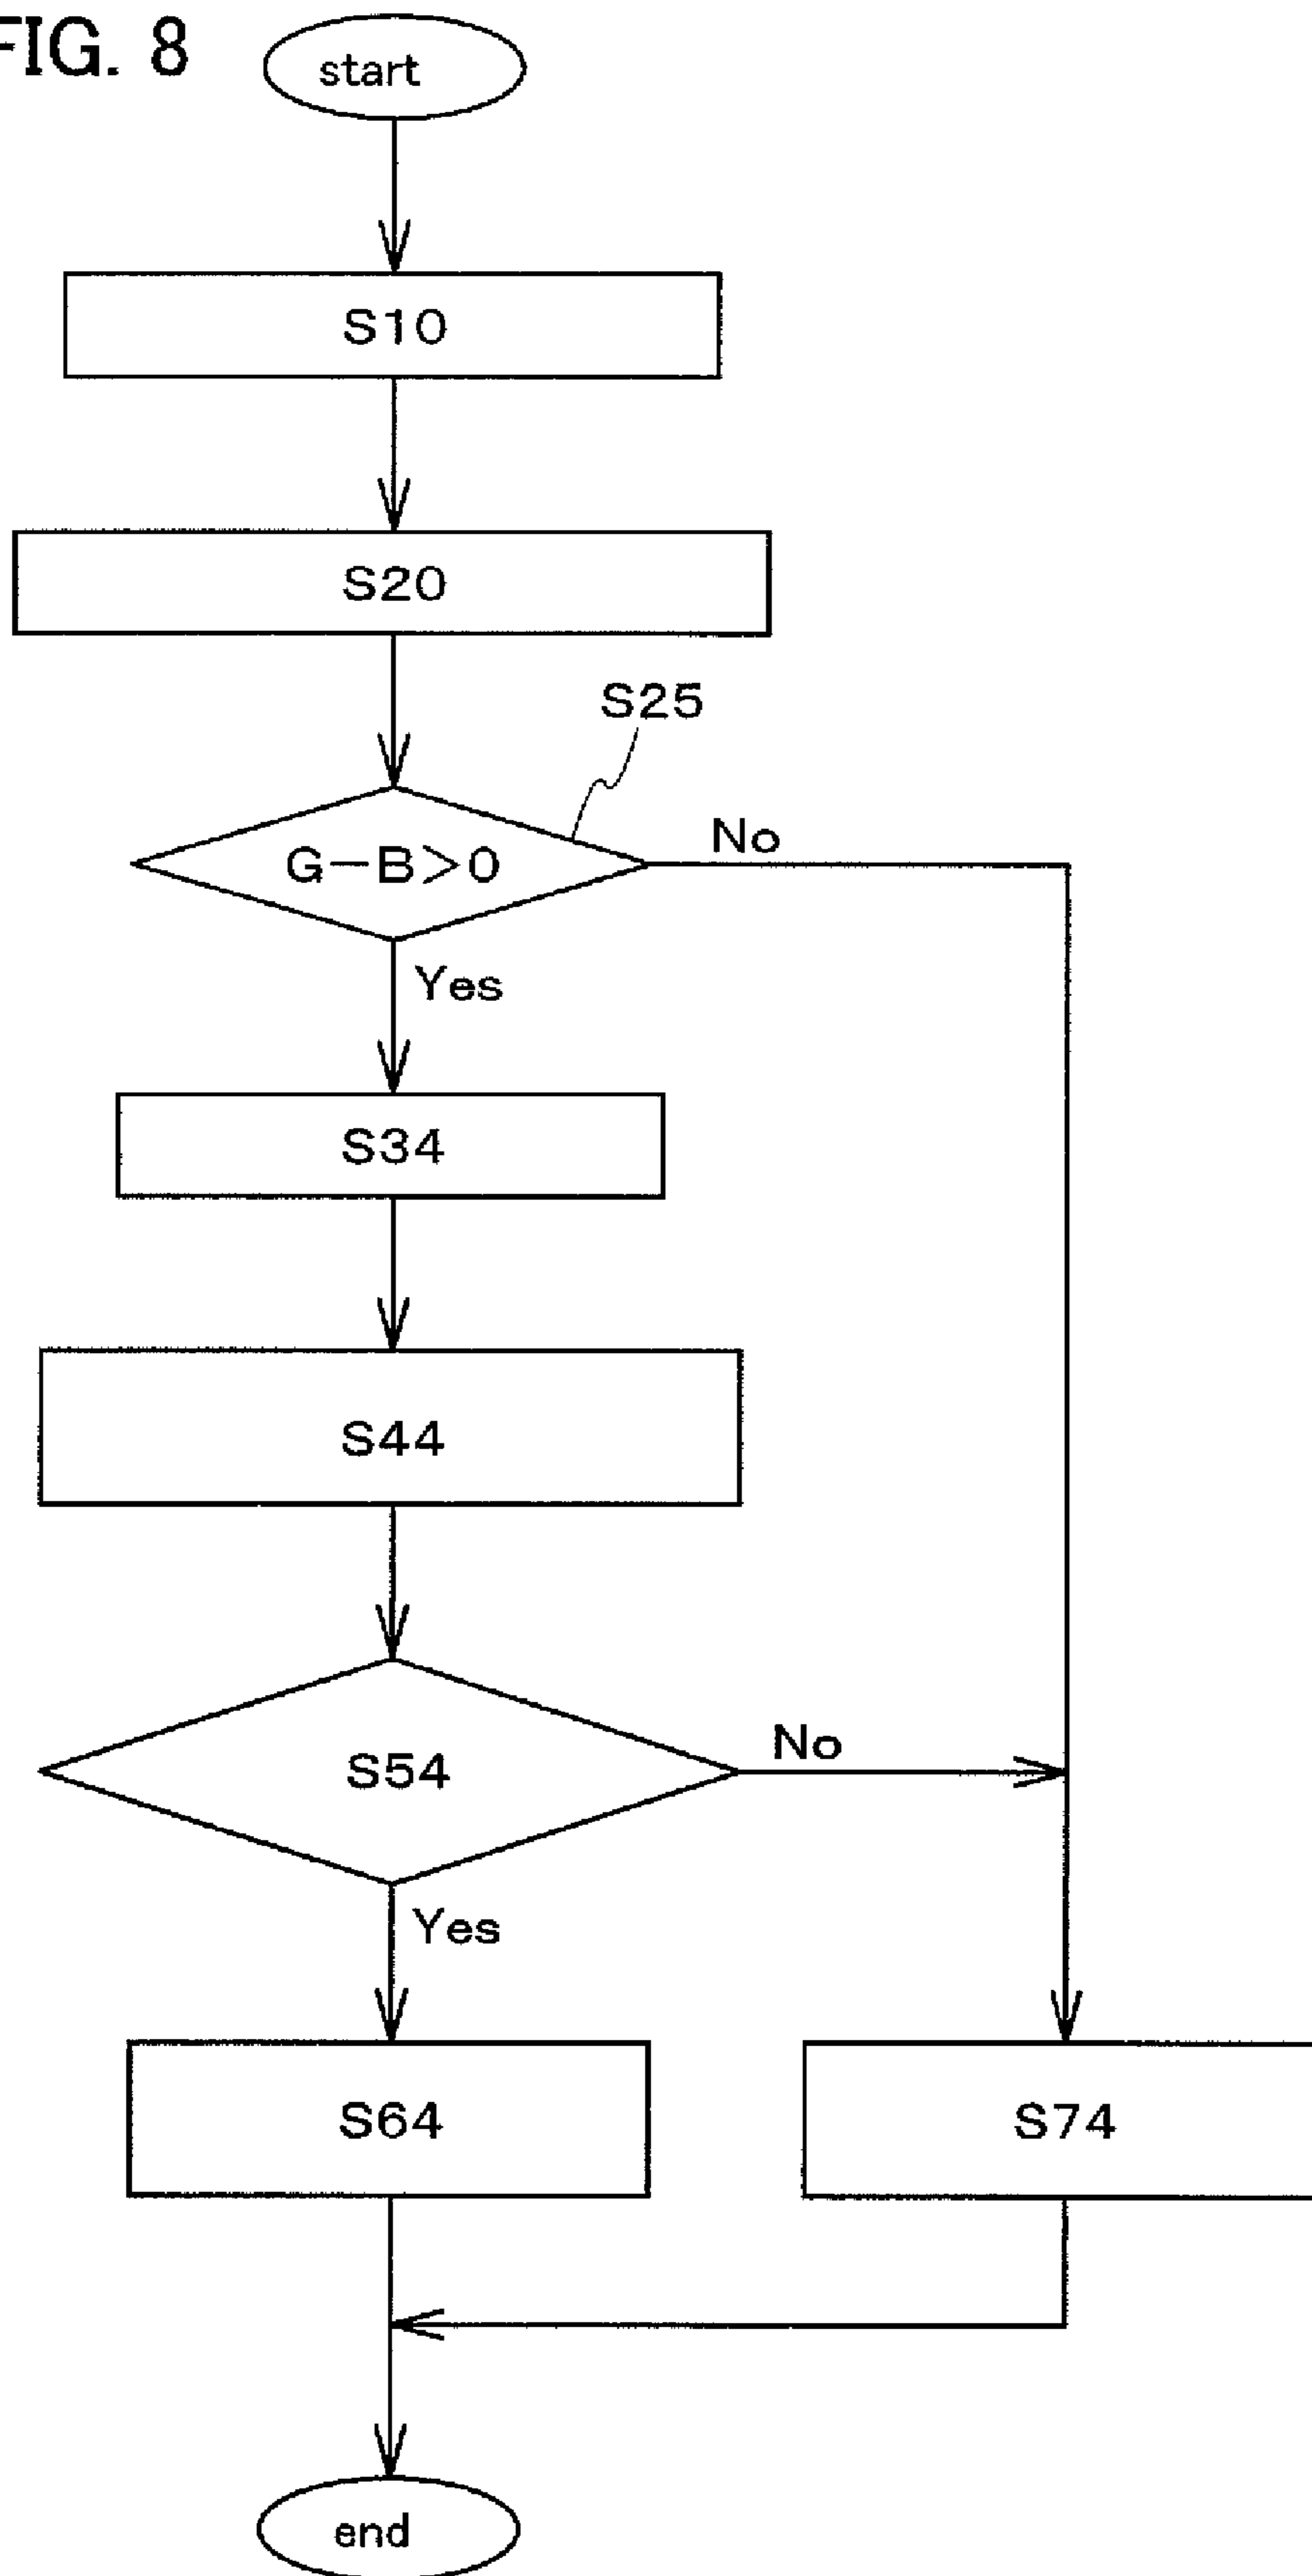 FIG. 8
start
S10
S20
S25
G－B＞0
No
Yes
S34
S44
S54
No
Yes
S64
S74
end